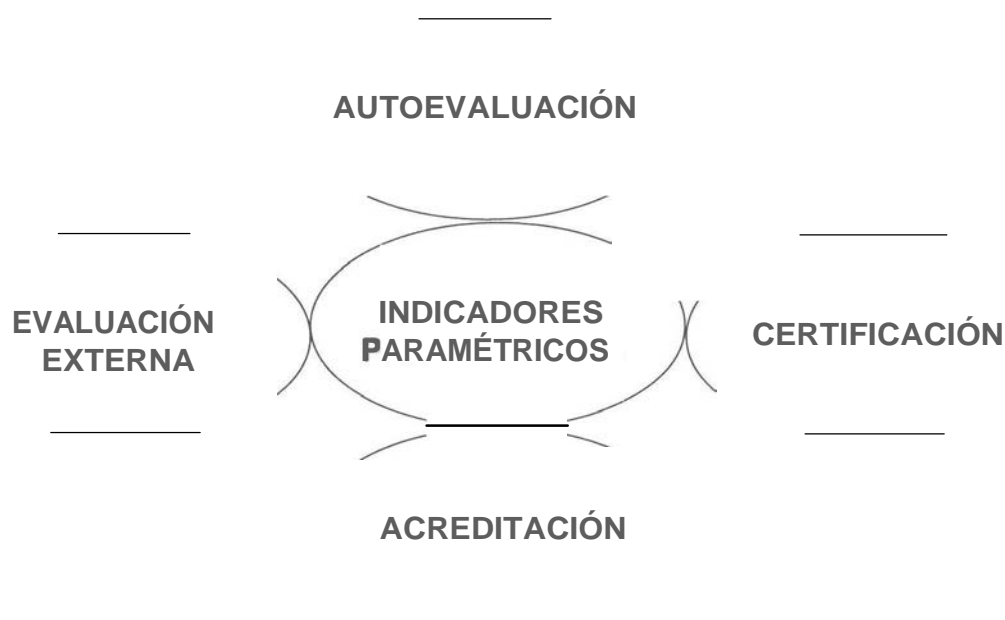 AUTOEVALUACIÓN
EVALUACIÓN
EXTERNA
INDICADORES
PARAMÉTRICOS
CERTIFICACIÓN
ACREDITACIÓN